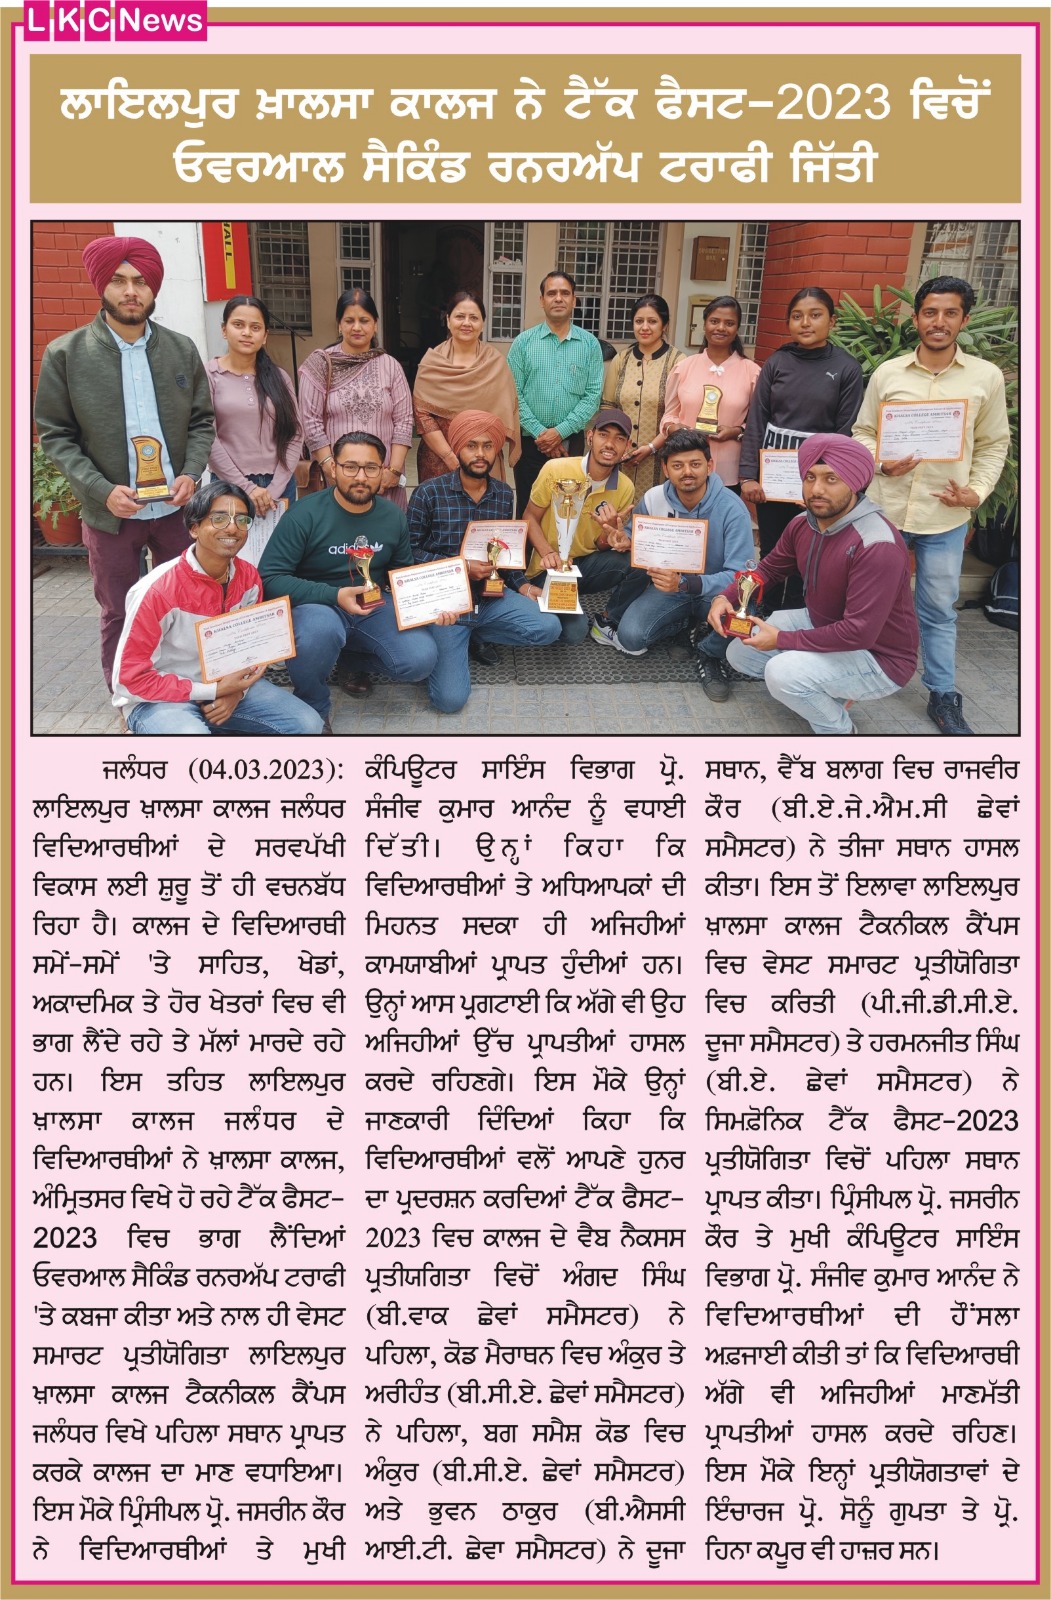 LKC News
ਲਾਇਲਪੁਰ ਖ਼ਾਲਸਾ ਕਾਲਜ ਨੇ ਟੈੱਕ ਫੈਸਟ-2023 ਵਿਚੋਂ
ਓਵਰਆਲ ਸੈਕਿੰਡ ਰਨਰਅੱਪ ਟਰਾਫੀ ਜਿੱਤੀ
HALL
KHALSA COLLEGE AMRITSAR
adidas
ਜਲੰਧਰ (04.03.2023):
ਲਾਇਲਪੁਰ ਖ਼ਾਲਸਾ ਕਾਲਜ ਜਲੰਧਰ
ਵਿਦਿਆਰਥੀਆਂ ਦੇ ਸਰਵਪੱਖੀ
ਵਿਕਾਸ ਲਈ ਸ਼ੁਰੂ ਤੋਂ ਹੀ ਵਚਨਬੱਧ
ਰਿਹਾ ਹੈ। ਕਾਲਜ ਦੇ ਵਿਦਿਆਰਥੀ
ਸਮੇਂ-ਸਮੇਂ 'ਤੇ ਸਾਹਿਤ, ਖੇਡਾਂ,
ਅਕਾਦਮਿਕ ਤੇ ਹੋਰ ਖੇਤਰਾਂ ਵਿਚ ਵੀ
ਭਾਗ ਲੈਂਦੇ ਰਹੇ ਤੇ ਮੱਲਾਂ ਮਾਰਦੇ ਰਹੇ
ਹਨ। ਇਸ ਤਹਿਤ ਲਾਇਲਪੁਰ
ਖ਼ਾਲਸਾ ਕਾਲਜ ਜਲੰਧਰ ਦੇ
ਵਿਦਿਆਰਥੀਆਂ ਨੇ ਖ਼ਾਲਸਾ ਕਾਲਜ,
ਅੰਮ੍ਰਿਤਸਰ ਵਿਖੇ ਹੋ ਰਹੇ ਟੈੱਕ ਫੈਸਟ-
2023 ਵਿਚ ਭਾਗ ਲੈਂਦਿਆਂ
ਓਵਰਆਲ ਸੈਕਿੰਡ ਰਨਰਅੱਪ ਟਰਾਫੀ
'ਤੇ ਕਬਜਾ ਕੀਤਾ ਅਤੇ ਨਾਲ ਹੀ ਵੇਸਟ
ਸਮਾਰਟ ਪ੍ਰਤੀਯੋਗਿਤਾ ਲਾਇਲਪੁਰ
ਖ਼ਾਲਸਾ ਕਾਲਜ ਟੈਕਨੀਕਲ ਕੈਂਪਸ
ਜਲੰਧਰ ਵਿਖੇ ਪਹਿਲਾ ਸਥਾਨ ਪ੍ਰਾਪਤ
ਕਰਕੇ ਕਾਲਜ ਦਾ ਮਾਣ ਵਧਾਇਆ।
ਇਸ ਮੌਕੇ ਪ੍ਰਿੰਸੀਪਲ ਪ੍ਰੋ. ਜਸਰੀਨ ਕੌਰ
ਨੇ ਵਿਦਿਆਰਥੀਆਂ ਤੇ ਮੁਖੀ
ਕੰਪਿਊਟਰ ਸਾਇੰਸ ਵਿਭਾਗ ਪ੍ਰੋ.
ਸੰਜੀਵ ਕੁਮਾਰ ਆਨੰਦ ਨੂੰ ਵਧਾਈ
ਦਿੱਤੀ। ਉਨ੍ਹਾਂ ਕਿਹਾ ਕਿ
ਵਿਦਿਆਰਥੀਆਂ ਤੇ ਅਧਿਆਪਕਾਂ ਦੀ
ਮਿਹਨਤ ਸਦਕਾ ਹੀ ਅਜਿਹੀਆਂ
ਕਾਮਯਾਬੀਆਂ ਪ੍ਰਾਪਤ ਹੁੰਦੀਆਂ ਹਨ।
ਉਨ੍ਹਾਂ ਆਸ ਪ੍ਰਗਟਾਈ ਕਿ ਅੱਗੇ ਵੀ ਉਹ
ਅਜਿਹੀਆਂ ਉੱਚ ਪ੍ਰਾਪਤੀਆਂ ਹਾਸਲ
ਕਰਦੇ ਰਹਿਣਗੇ। ਇਸ ਮੌਕੇ ਉਨ੍ਹਾਂ
ਜਾਣਕਾਰੀ ਦਿੰਦਿਆਂ ਕਿਹਾ ਕਿ
ਵਿਦਿਆਰਥੀਆਂ ਵਲੋਂ ਆਪਣੇ ਹੁਨਰ
ਦਾ ਪ੍ਰਦਰਸ਼ਨ ਕਰਦਿਆਂ ਟੈੱਕ ਫੈਸਟ-
2023 ਵਿਚ ਕਾਲਜ ਦੇ ਵੈਬ ਨੈਕਸਸ
ਪ੍ਰਤੀਯਗਿਤਾ ਵਿਚੋਂ ਅੰਗਦ ਸਿੰਘ
(ਬੀ.ਵਾਕ ਛੇਵਾਂ ਸਮੈਸਟਰ) ਨੇ
ਪਹਿਲਾ, ਕੋਡ ਮੈਰਾਥਨ ਵਿਚ ਅੰਕੁਰ ਤੇ
ਅਰੀਹੰਤ (ਬੀ.ਸੀ.ਏ. ਛੇਵਾਂ ਸਮੈਸਟਰ)
ਨੇ ਪਹਿਲਾ, ਬਗ ਸਮੈਸ਼ ਕੋਡ ਵਿਚ
ਅੰਕੁਰ (ਬੀ.ਸੀ.ਏ. ਛੇਵਾਂ ਸਮੈਸਟਰ)
ਅਤੇ ਭੁਵਨ ਠਾਕੁਰ (ਬੀ.ਐਸਸੀ
ਆਈ.ਟੀ. ਛੇਵਾ ਸਮੈਸਟਰ) ਨੇ ਦੂਜਾ
ਸਥਾਨ, ਵੈੱਬ ਬਲਾਗ ਵਿਚ ਰਾਜਵੀਰ
ਕੌਰ (ਬੀ.ਏ.ਜੇ.ਐਮ.ਸੀ ਛੇਵਾਂ
ਸਮੈਸਟਰ) ਨੇ ਤੀਜਾ ਸਥਾਨ ਹਾਸਲ
ਕੀਤਾ। ਇਸ ਤੋਂ ਇਲਾਵਾ ਲਾਇਲਪੁਰ
ਖ਼ਾਲਸਾ ਕਾਲਜ ਟੈਕਨੀਕਲ ਕੈਂਪਸ
ਵਿਚ ਵੇਸਟ ਸਮਾਰਟ ਪ੍ਰਤੀਯੋਗਿਤਾ
ਵਿਚ ਕਰਿਤੀ (ਪੀ.ਜੀ.ਡੀ.ਸੀ.ਏ.
ਦੂਜਾ ਸਮੈਸਟਰ) ਤੇ ਹਰਮਨਜੀਤ ਸਿੰਘ
(ਬੀ.ਏ. ਛੇਵਾਂ ਸਮੈਸਟਰ) ਨੇ
ਸਿਮਫ਼ੋਨਿਕ ਟੈੱਕ ਫੈਸਟ-2023
ਪ੍ਰਤੀਯੋਗਿਤਾ ਵਿਚੋਂ ਪਹਿਲਾ ਸਥਾਨ
ਪ੍ਰਾਪਤ ਕੀਤਾ। ਪ੍ਰਿੰਸੀਪਲ ਪ੍ਰੋ. ਜਸਰੀਨ
ਕੌਰ ਤੇ ਮੁਖੀ ਕੰਪਿਊਟਰ ਸਾਇੰਸ
ਵਿਭਾਗ ਪ੍ਰੋ. ਸੰਜੀਵ ਕੁਮਾਰ ਆਨੰਦ ਨੇ
ਵਿਦਿਆਰਥੀਆਂ ਦੀ ਹੌਂਸਲਾ
ਅਫ਼ਜਾਈ ਕੀਤੀ ਤਾਂ ਕਿ ਵਿਦਿਆਰਥੀ
ਅੱਗੇ ਵੀ ਅਜਿਹੀਆਂ ਮਾਣਮੱਤੀ
ਪ੍ਰਾਪਤੀਆਂ ਹਾਸਲ ਕਰਦੇ ਰਹਿਣ।
ਇਸ ਮੌਕੇ ਇਨ੍ਹਾਂ ਪ੍ਰਤੀਯੋਗਤਾਵਾਂ ਦੇ
ਇੰਚਾਰਜ ਪ੍ਰੋ. ਸੋਨੂੰ ਗੁਪਤਾ ਤੇ ਪ੍ਰੋ.
ਹਿਨਾ ਕਪੂਰ ਵੀ ਹਾਜ਼ਰ ਸਨ।